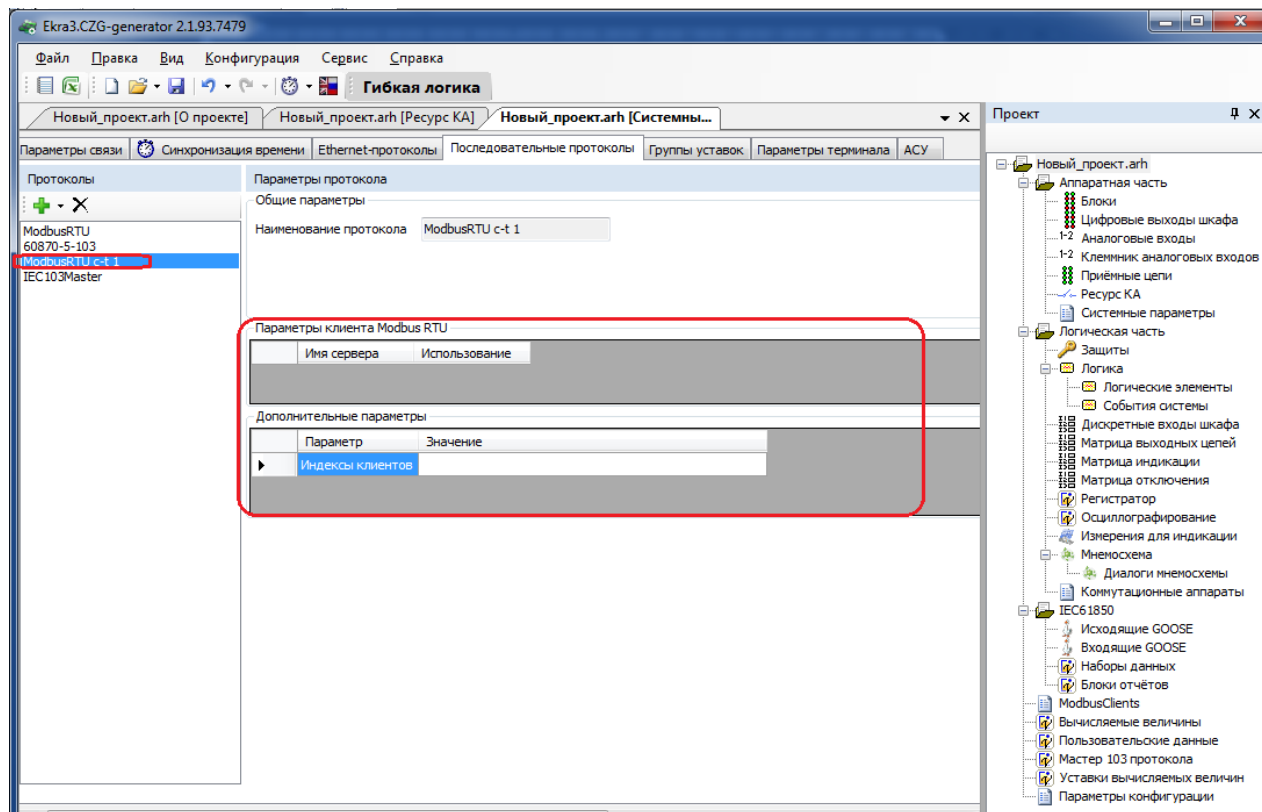 Ekra3.CZG-generator 2.1.93.7479
Файл Правка Вид Конфигурация Сервис Справка
Гибкая логика
Новый_проект.arh [О проекте] Новый_проект.arh [Ресурс КА] Новый_проект.arh [Системны...
Параметры связи Синхронизация времени Ethernet-протоколы Последовательные протоколы Группы уставок Параметры терминала АСУ
Протоколы
ModbusRTU
60870-5-103
ModbusRTU c-t 1
IEC103Master
Параметры протокола
Общие параметры
Наименование протокола ModbusRTU c-t 1
Параметры клиента Modbus RTU
Имя сервера Использование
Дополнительные параметры
Параметр Значение
Индексы клиентов
Проект
Новый_проект.arh
Аппаратная часть
Блоки
Цифровые выходы шкафа
1-2 Аналоговые входы
1-2 Клеммник аналоговых входов
Приёмные цепи
Ресурс КА
Системные параметры
Логическая часть
Защиты
Логика
Логические элементы
События системы
Дискретные входы шкафа
Матрица выходных цепей
Матрица индикации
Матрица отключения
Регистратор
Осциллографирование
Измерения для индикации
Мнемосхема
Диалоги мнемосхемы
Коммутационные аппараты
IEC61850
Исходящие GOOSE
Входящие GOOSE
Наборы данных
Блоки отчётов
ModbusClients
Вычисляемые величины
Пользовательские данные
Мастер 103 протокола
Уставки вычисляемых величин
Параметры конфигурации